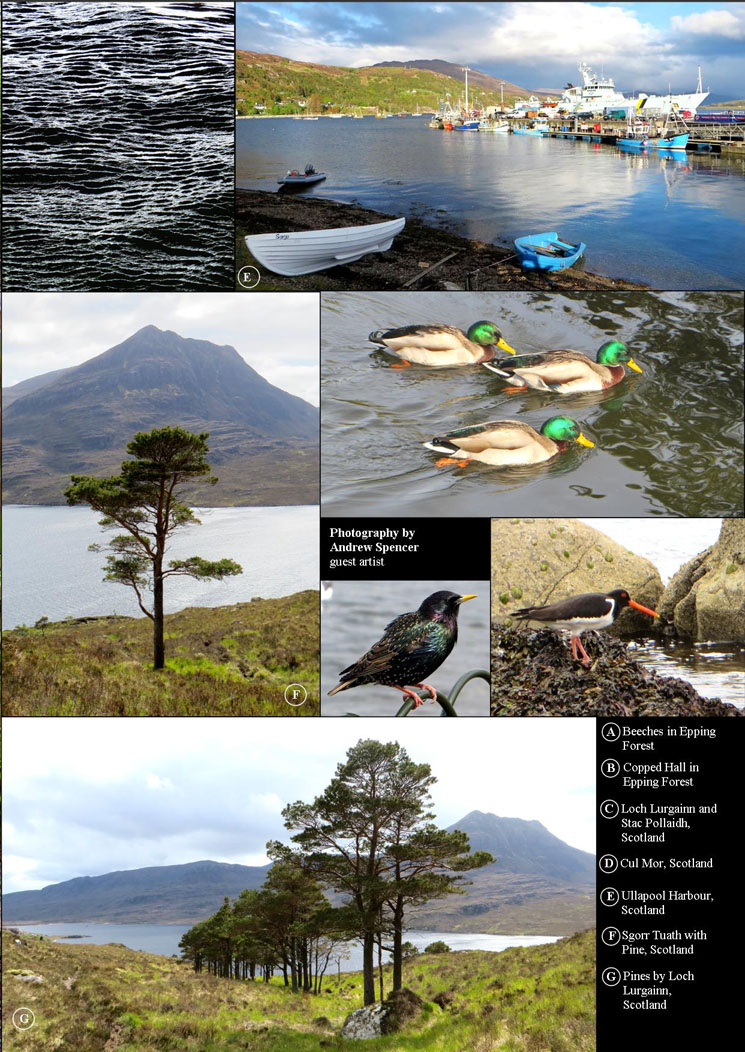 Sarge
E
Photography by
Andrew Spencer
guest artist
F
A Beeches in Epping
Forest
B Copped Hall in
Epping Forest
C Loch Lurgainn and
Stac Pollaidh,
Scotland
D Cul Mor, Scotland
E Ullapool Harbour,
Scotland
F Sgorr Tuath with
Pine, Scotland
G Pines by Loch
Lurgainn,
Scotland
G